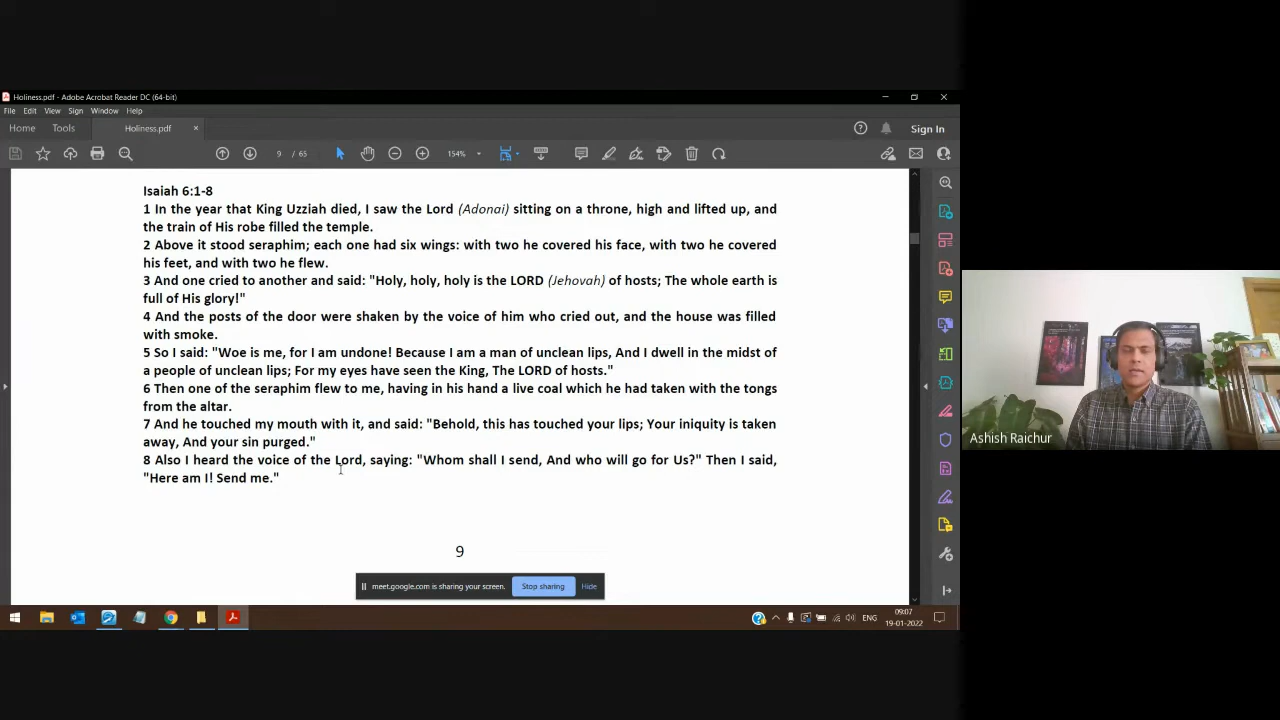 Holiness.pdf - Adobe Acrobat Reader DC (64-bit)
File Edit View Sign Window Help
Home Tools Holiness.pdf × Sign In
9 / 65 154%
Isaiah 6:1-8
1 In the year that King Uzziah died, I saw the Lord (Adonai) sitting on a throne, high and lifted up, and
the train of His robe filled the temple.
2 Above it stood seraphim; each one had six wings: with two he covered his face, with two he covered
his feet, and with two he flew.
3 And one cried to another and said: "Holy, holy, holy is the LORD (Jehovah) of hosts; The whole earth is
full of His glory!"
4 And the posts of the door were shaken by the voice of him who cried out, and the house was filled
with smoke.
5 So I said: "Woe is me, for I am undone! Because I am a man of unclean lips, And I dwell in the midst of
a people of unclean lips; For my eyes have seen the King, The LORD of hosts."
6 Then one of the seraphim flew to me, having in his hand a live coal which he had taken with the tongs
from the altar.
7 And he touched my mouth with it, and said: "Behold, this has touched your lips; Your iniquity is taken
away, And your sin purged."
8 Also I heard the voice of the Lord, saying: "Whom shall I send, And who will go for Us?" Then I said,
"Here am I! Send me."
9
meet.google.com is sharing your screen. Stop sharing Hide
ENG 09:07
19-01-2022
Ashish Raichur